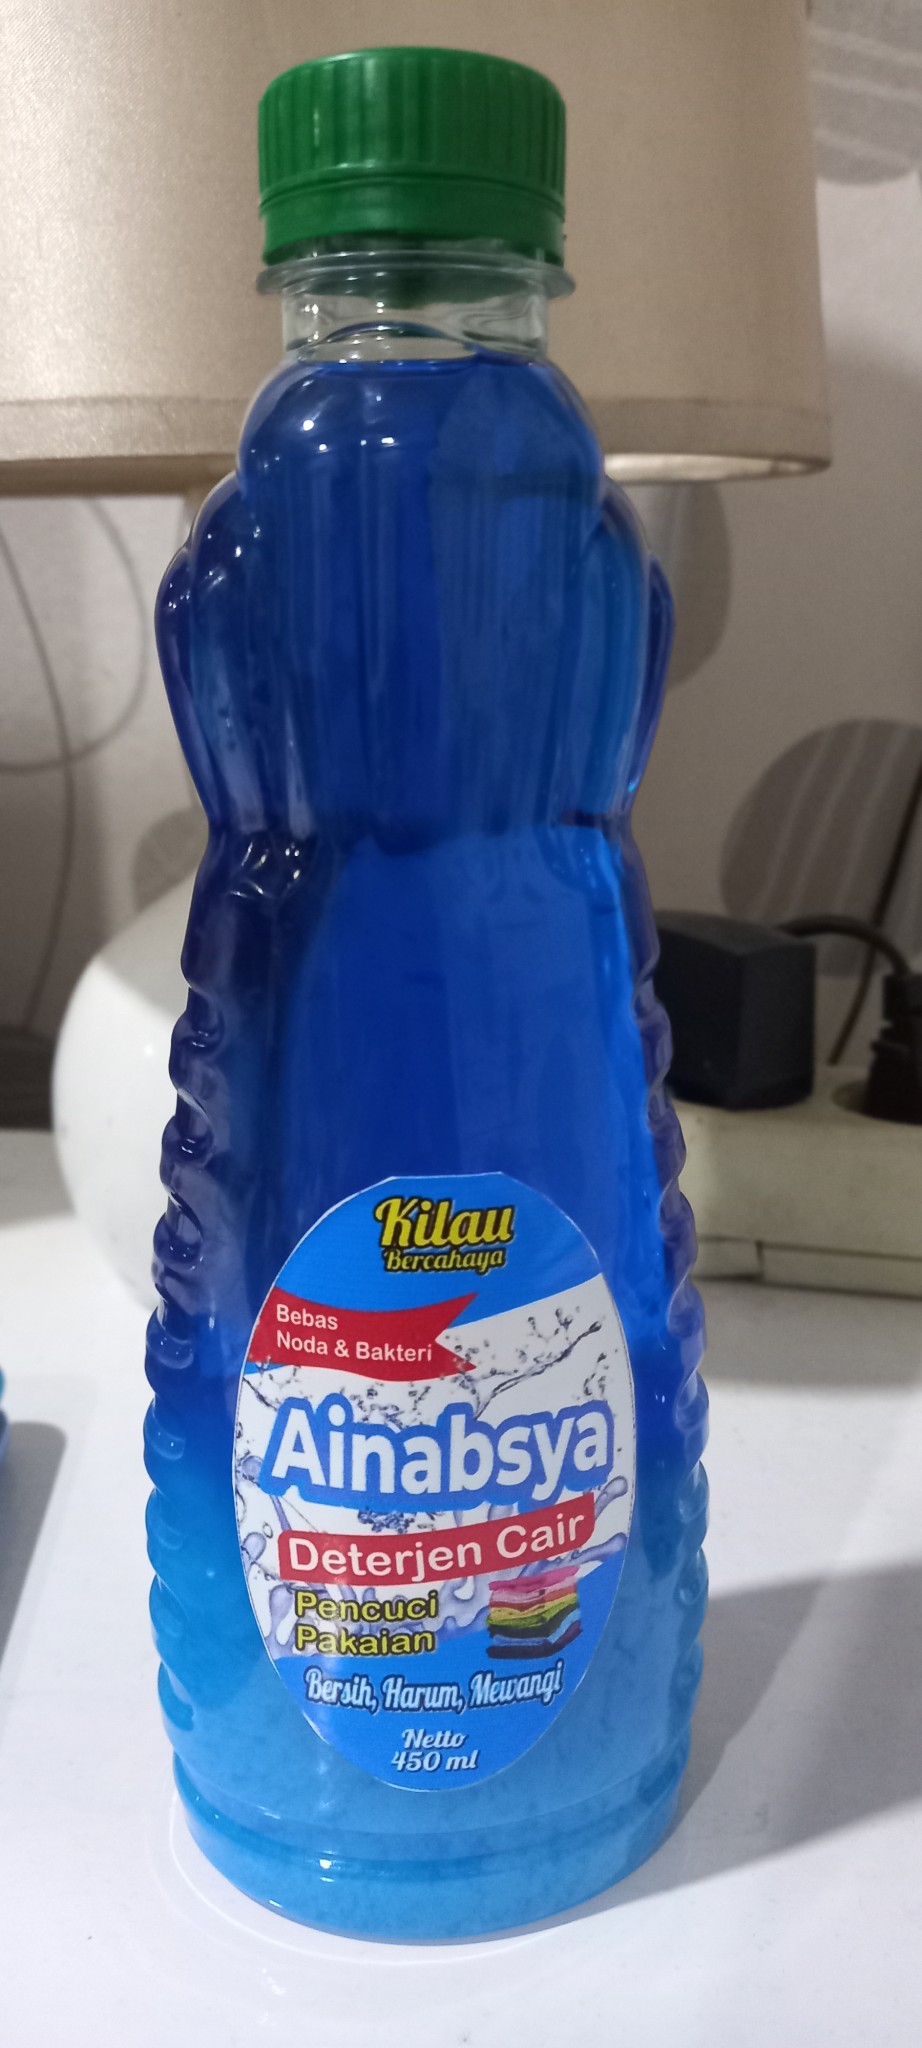 Kilau
Bercahaya
Bebas
Noda & Bakteri
Ainabsya
Deterjen Cair
Pencuci
Pakaian
Bersih, Harum, Mewangi
Netto
450 ml